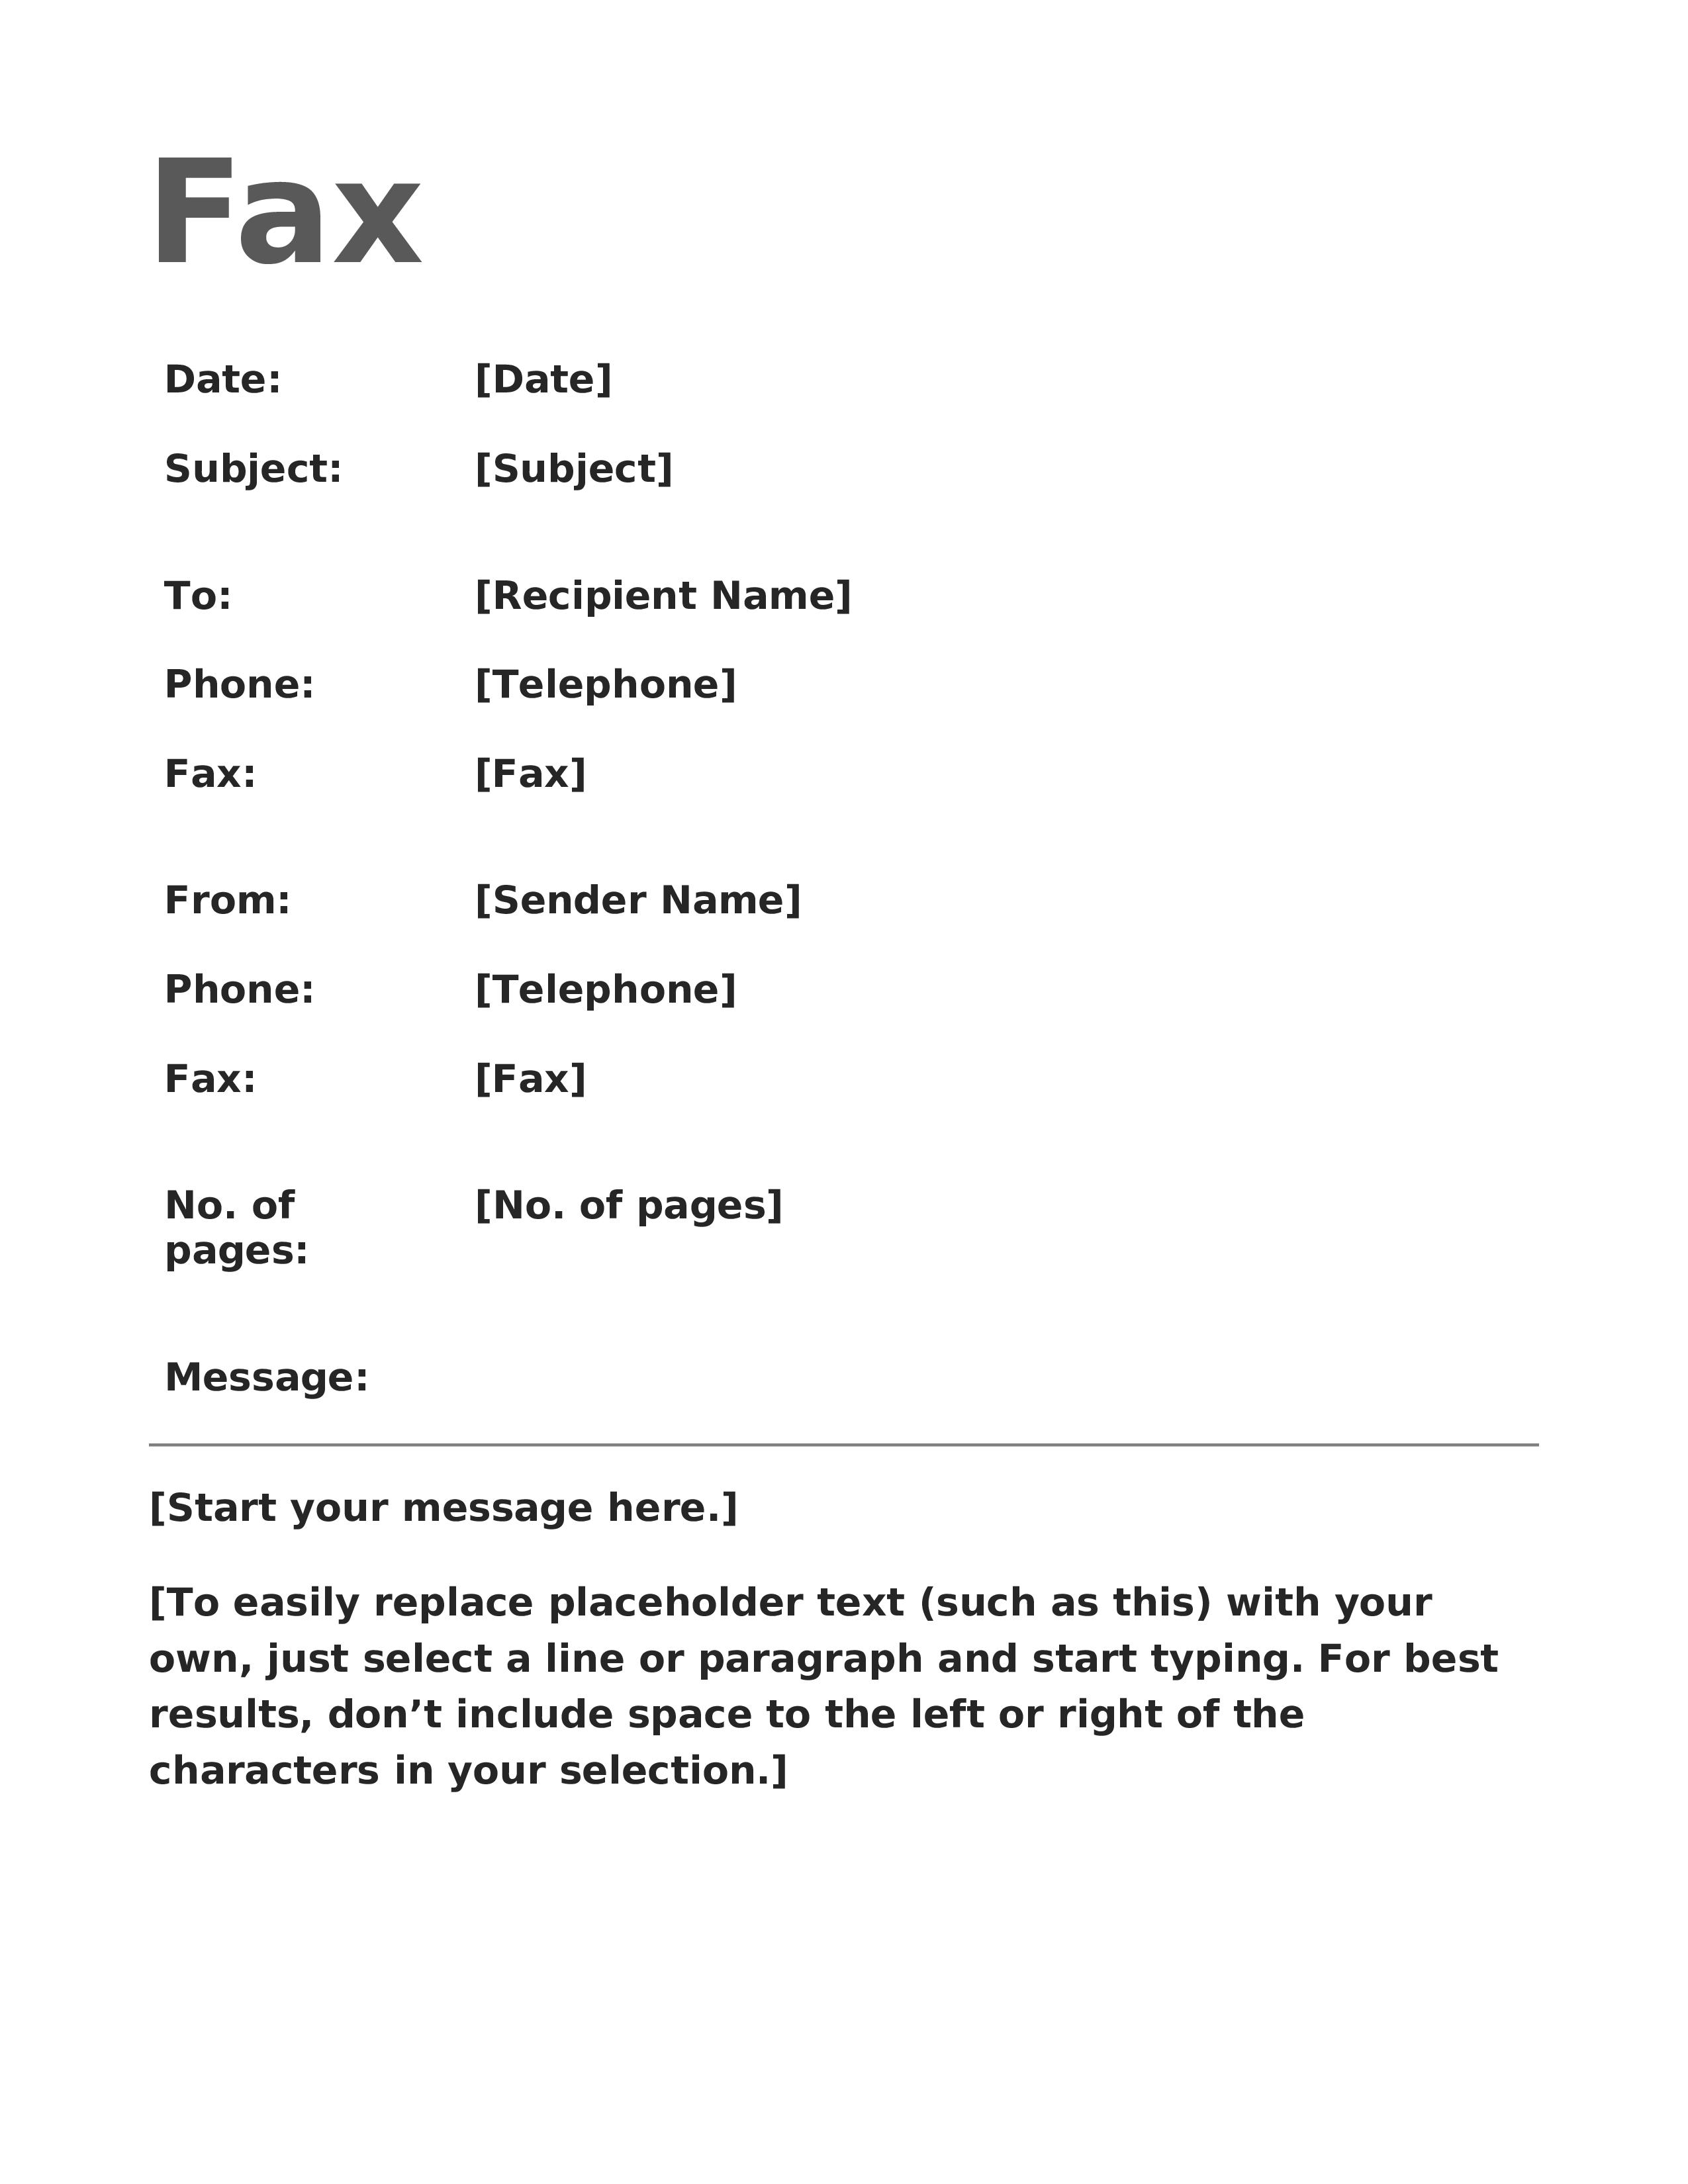 Fax
Date: [Date]
Subject: [Subject]
To: [Recipient Name]
Phone: [Telephone]
Fax: [Fax]
From: [Sender Name]
Phone: [Telephone]
Fax: [Fax]
No. of [No. of pages]
pages:
Message:
[Start your message here.]
[To easily replace placeholder text (such as this) with your
own, just select a line or paragraph and start typing. For best
results, don’t include space to the left or right of the
characters in your selection.]